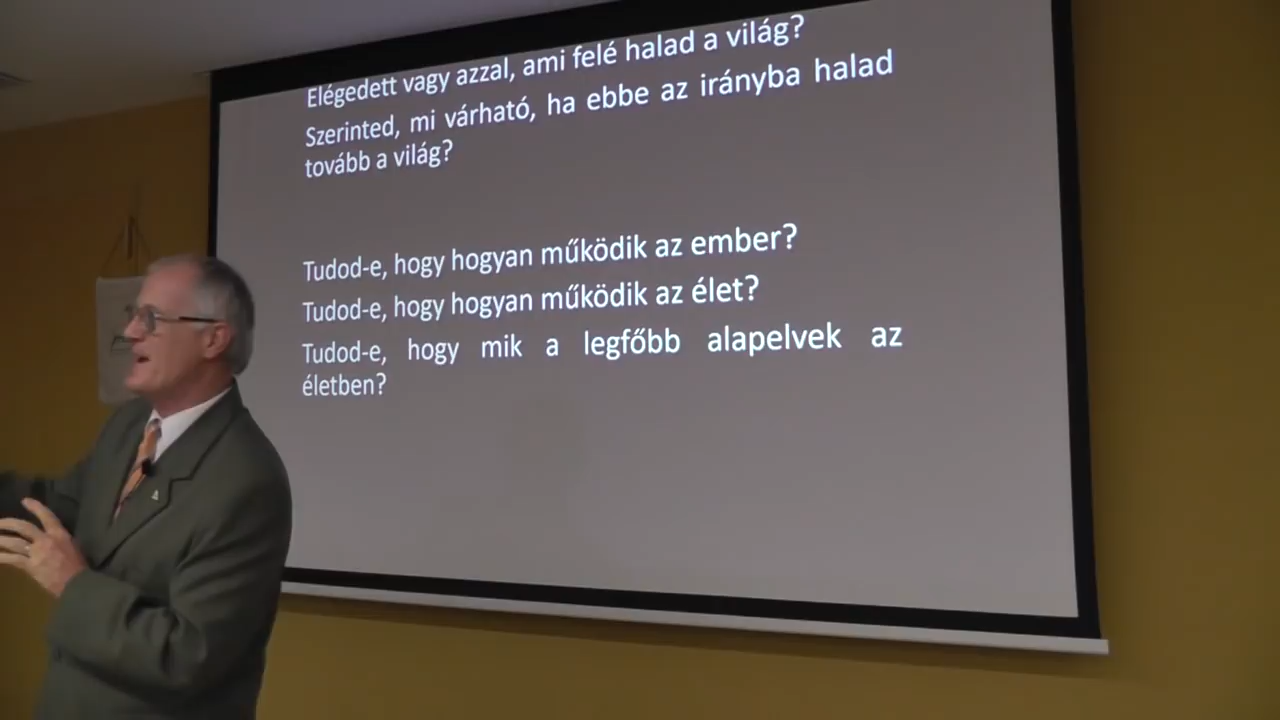 Elégedett vagy azzal, ami felé halad a világ?
Szerinted, mi várható, ha ebbe az irányba halad
tovább a világ?
Tudod-e, hogy hogyan működik az ember?
Tudod-e, hogy hogyan működik az élet?
Tudod-e, hogy mik a legfőbb alapelvek az
életben?